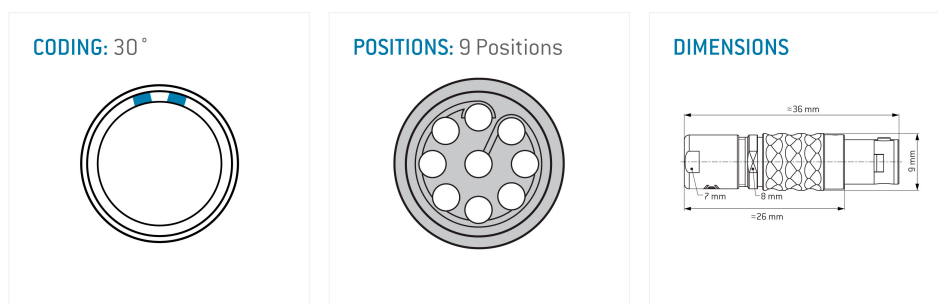 CODING: 30°
POSITIONS: 9 Positions
DIMENSIONS
≈36 mm
9 mm
7 mm
8 mm
≈26 mm